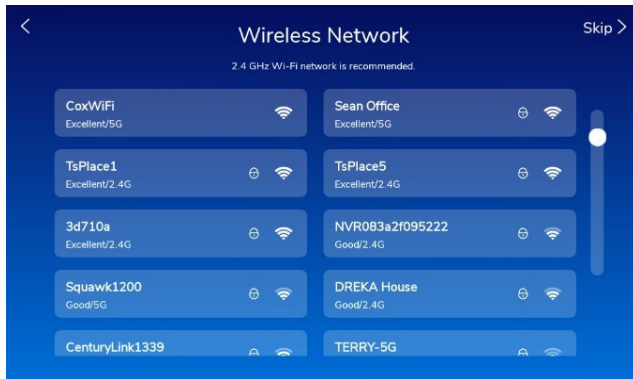 Wireless Network
Skip
2.4 GHz Wi-Fi network is recommended.
CoxWiFi
Excellent/5G
Sean Office
Excellent/5G
TsPlace1
Excellent/2.4G
TsPlace5
Excellent/2.4G
3d710a
Excellent/2.4G
NVR083a2f095222
Good/2.4G
Squawk1200
Good/5G
DREKA House
Good/2.4G
CenturyLink1339
TERRY-5G